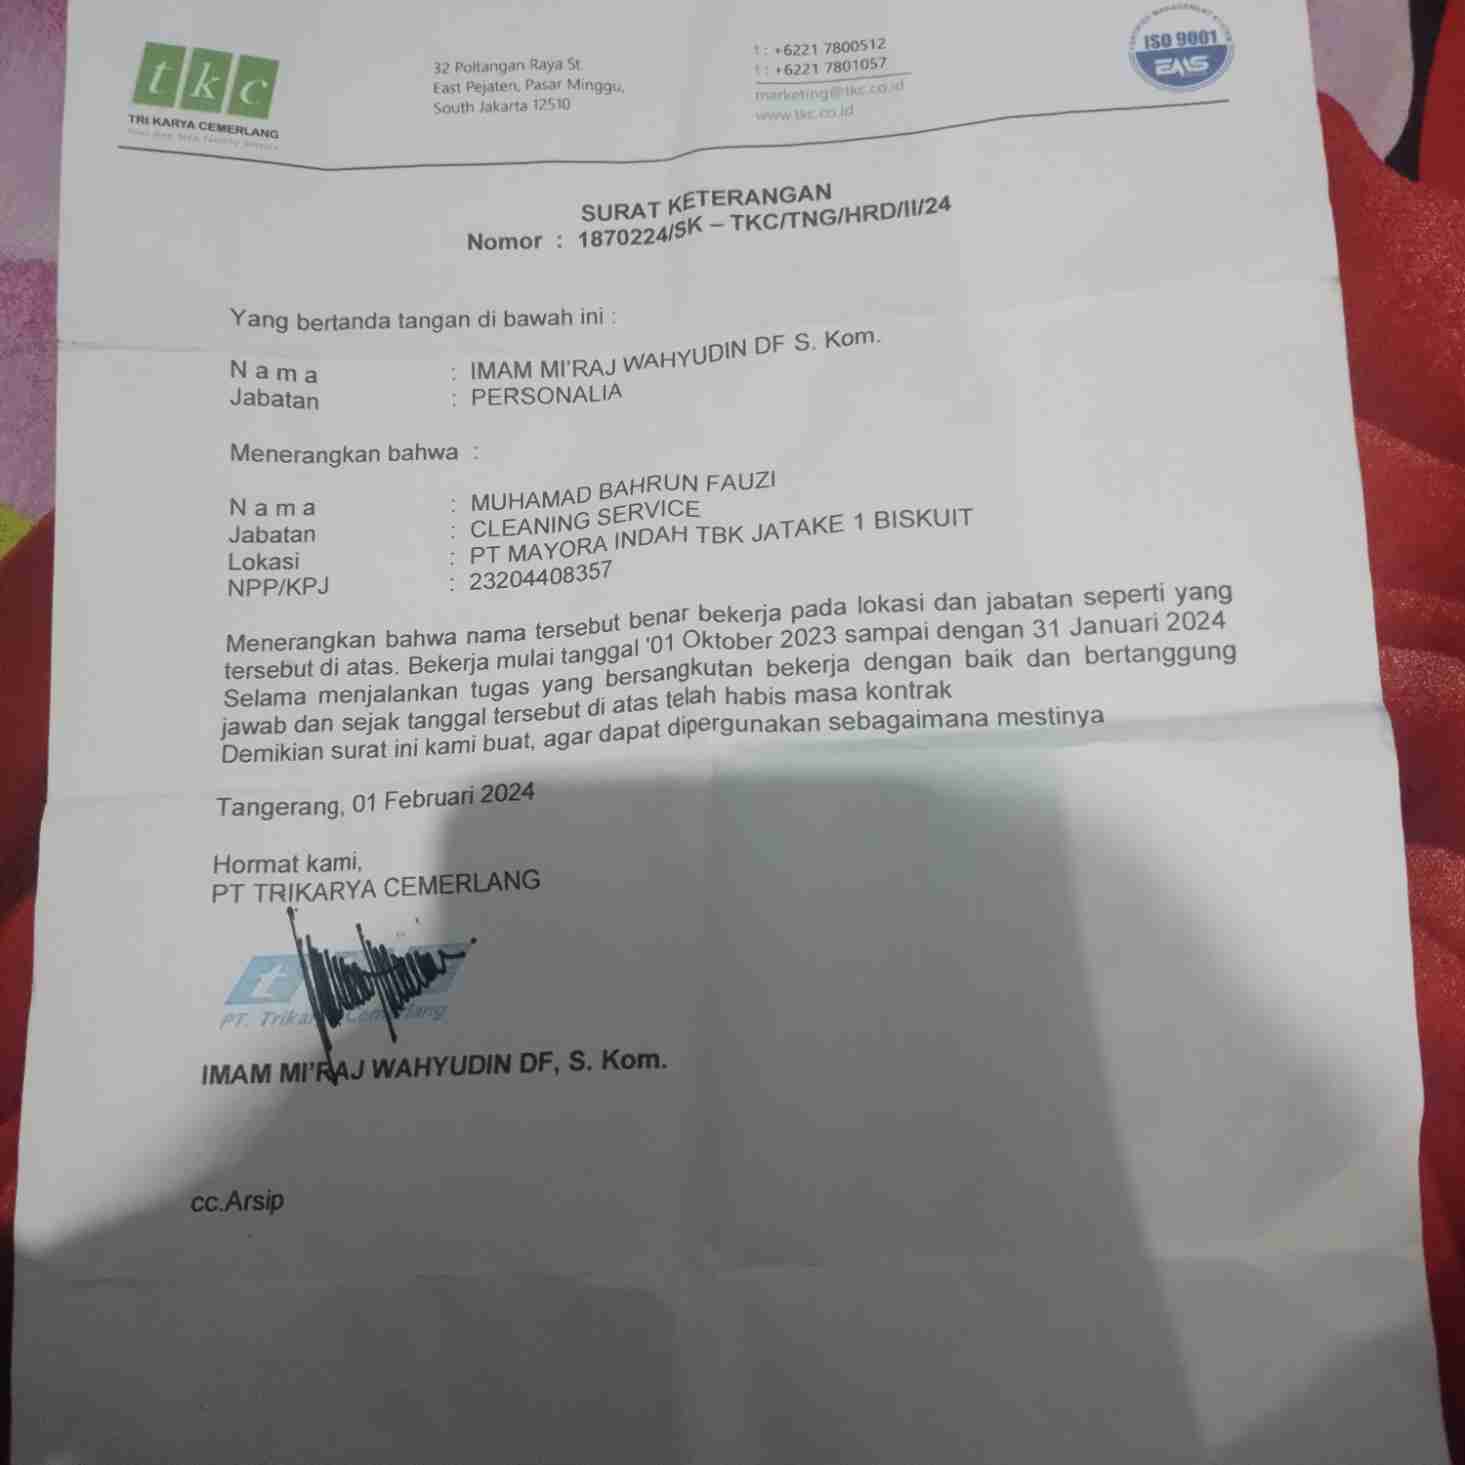 tkc
TRI KARYA CEMERLANG
32 Poltangan Raya St.
East Pejaten, Pasar Minggu,
South Jakarta 12510
t : +6221 7800512
f : +6221 7801057
marketing@tkc.co.id
www.tkc.co.id
ISO 9001
EMS
SURAT KETERANGAN
Nomor : 1870224/SK – TKC/TNG/HRD/II/24
Yang bertanda tangan di bawah ini :
N a m a : IMAM MI'RAJ WAHYUDIN DF S. Kom.
Jabatan : PERSONALIA
Menerangkan bahwa :
N a m a : MUHAMAD BAHRUN FAUZI
Jabatan : CLEANING SERVICE
Lokasi : PT MAYORA INDAH TBK JATAKE 1 BISKUIT
NPP/KPJ : 23204408357
Menerangkan bahwa nama tersebut benar bekerja pada lokasi dan jabatan seperti yang
tersebut di atas. Bekerja mulai tanggal '01 Oktober 2023 sampai dengan 31 Januari 2024
Selama menjalankan tugas yang bersangkutan bekerja dengan baik dan bertanggung
jawab dan sejak tanggal tersebut di atas telah habis masa kontrak
Demikian surat ini kami buat, agar dapat dipergunakan sebagaimana mestinya
Tangerang, 01 Februari 2024
Hormat kami,
PT TRIKARYA CEMERLANG
t
PT. Trikarya Cemerlang
IMAM MI'RAJ WAHYUDIN DF, S. Kom.
cc.Arsip